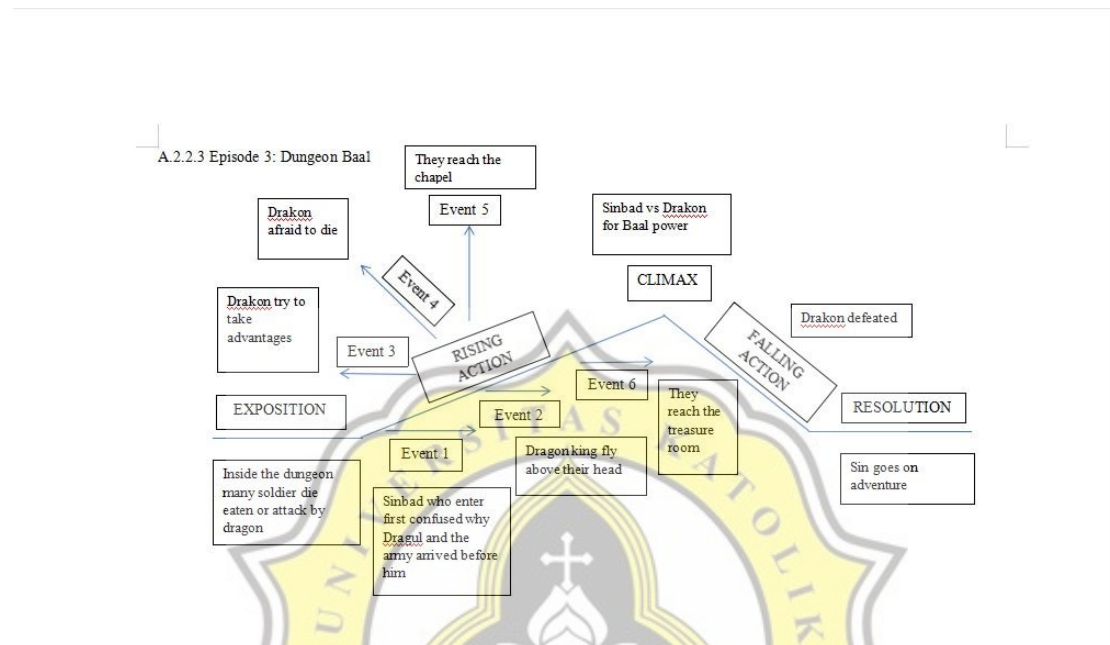 A.2.2.3 Episode 3: Dungeon Baal
They reach the
chapel
Event 5
Drakon
afraid to die
Event 4
Sinbad vs Drakon
for Baal power
CLIMAX
Drakon try to
take
advantages
Event 3
RISING
ACTION
FALLING
ACTION
Drakon defeated
EXPOSITION
Event 6
They
reach the
treasure
room
RESOLUTION
Event 2
Event 1
Dragon king fly
above their head
Inside the dungeon
many soldier die
eaten or attack by
dragon
Sinbad who enter
first confused why
Dragul and the
army arrived before
him
Sin goes on
adventure
UNIVERSITAS KATOLIK